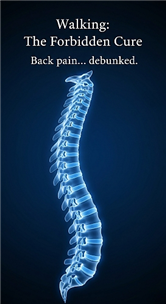 Walking:
The Forbidden Cure
Back pain... debunked.